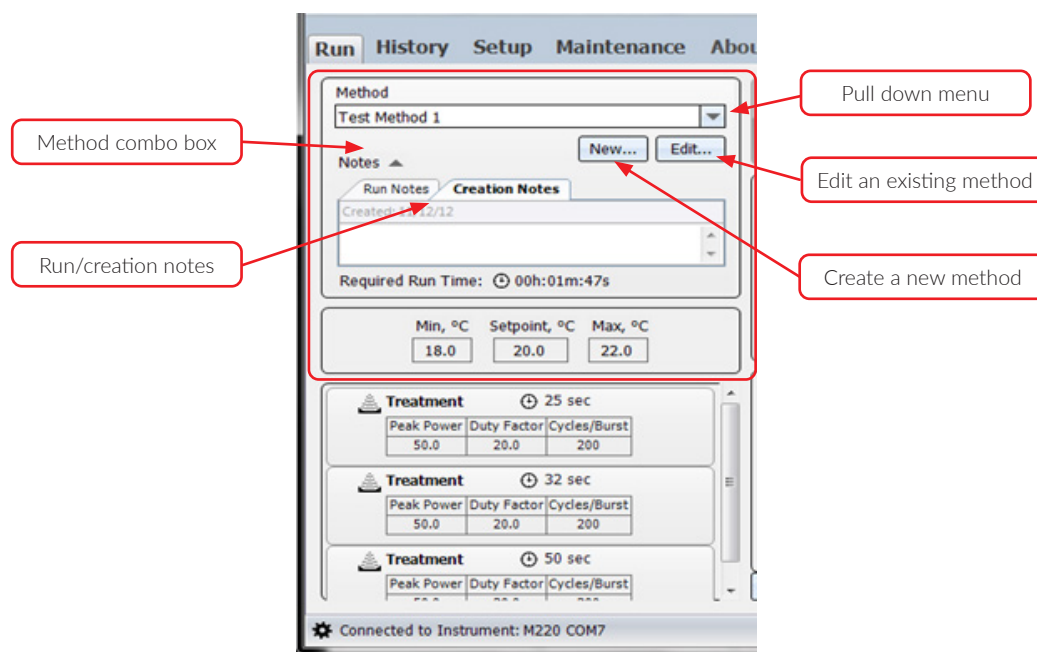 Run History Setup Maintenance Abou
Method
Test Method 1
Pull down menu
Method combo box
New... Edit...
Notes
Edit an existing method
Run Notes Creation Notes
Created: 11/12/12
Run/creation notes
Create a new method
Required Run Time: 00h:01m:47s
Min, °C Setpoint, °C Max, °C
18.0 20.0 22.0
Treatment 25 sec
Peak Power Duty Factor Cycles/Burst
50.0 20.0 200
Treatment 32 sec
Peak Power Duty Factor Cycles/Burst
50.0 20.0 200
Treatment 50 sec
Peak Power Duty Factor Cycles/Burst
Connected to Instrument: M220 COM7